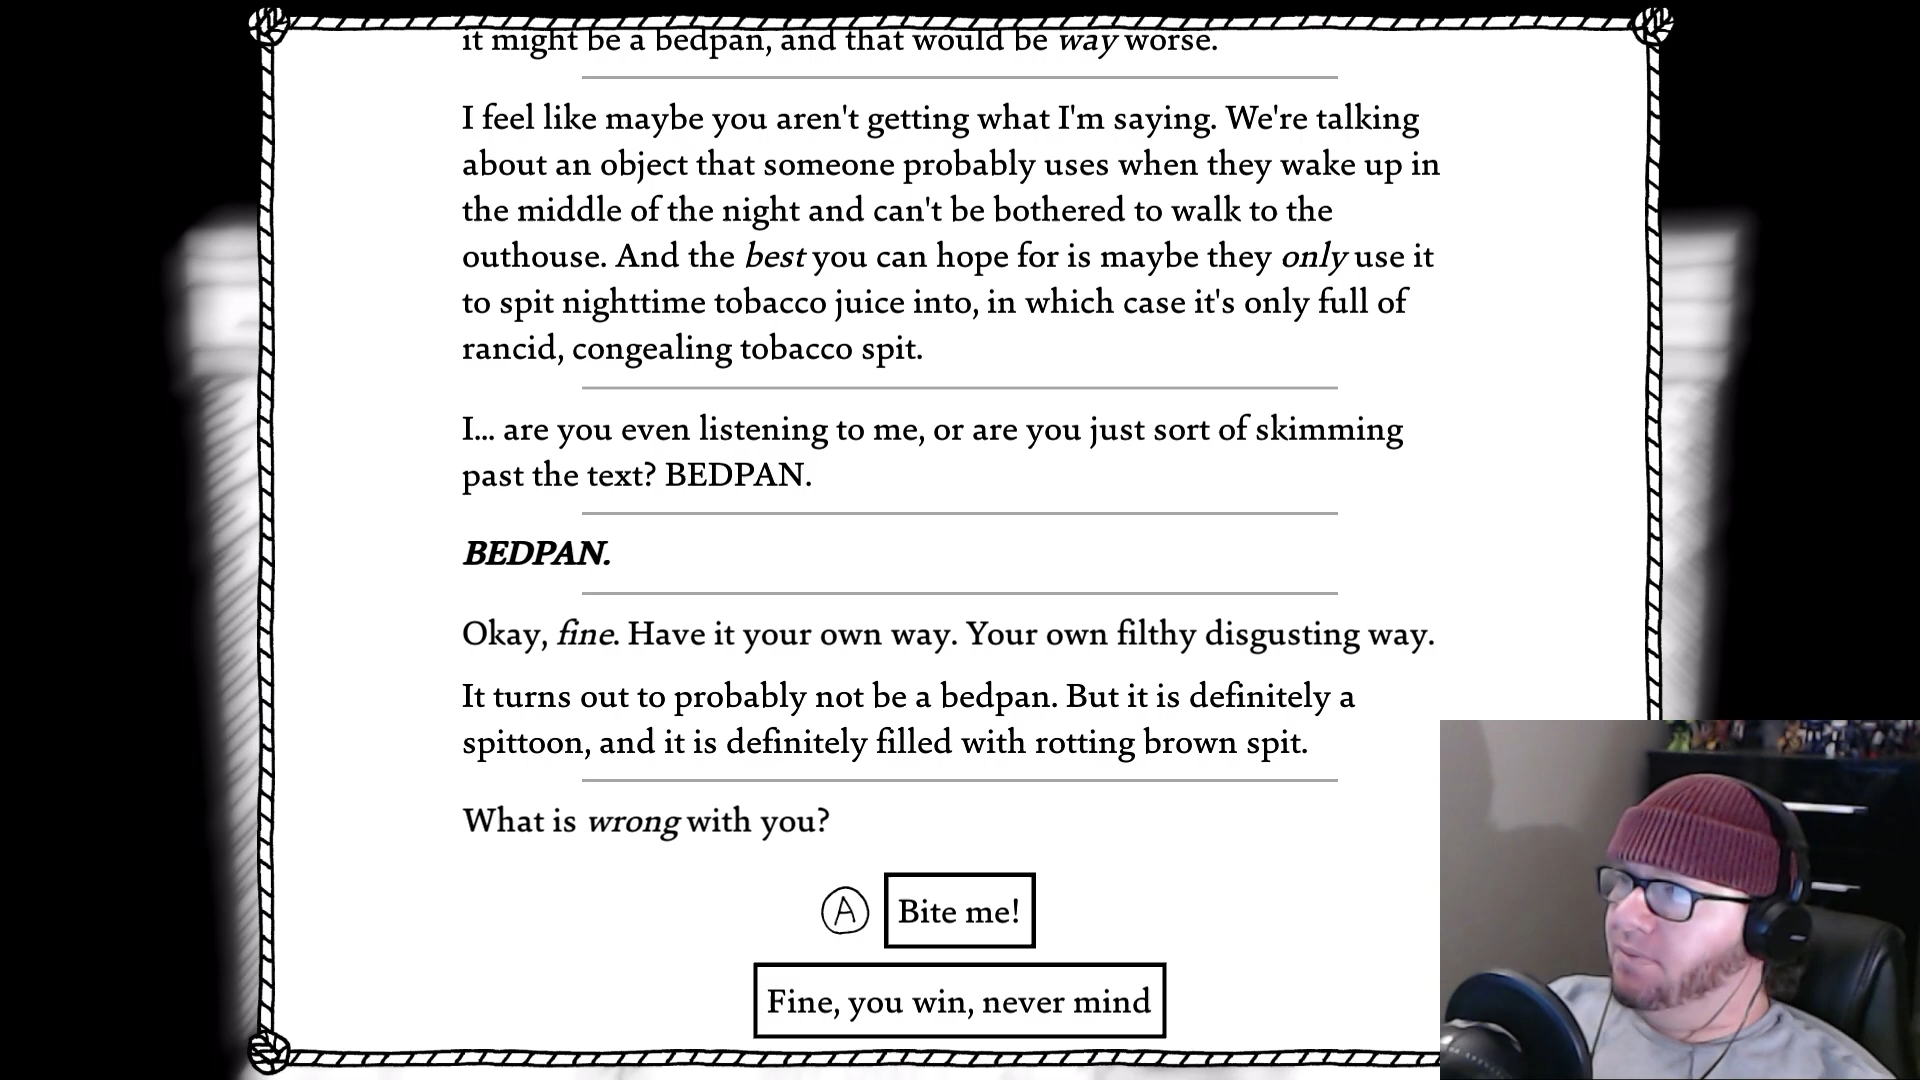 it might be a bedpan, and that would be way worse.
I feel like maybe you aren't getting what I'm saying. We're talking
about an object that someone probably uses when they wake up in
the middle of the night and can't be bothered to walk to the
outhouse. And the best you can hope for is maybe they only use it
to spit nighttime tobacco juice into, in which case it's only full of
rancid, congealing tobacco spit.
I... are you even listening to me, or are you just sort of skimming
past the text? BEDPAN.
BEDPAN.
Okay, fine. Have it your own way. Your own filthy disgusting way.
It turns out to probably not be a bedpan. But it is definitely a
spittoon, and it is definitely filled with rotting brown spit.
What is wrong with you?
A Bite me!
Fine, you win, never mind